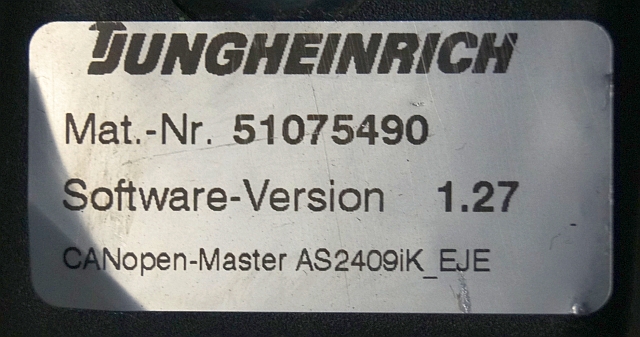 JUNGHEINRICH
Mat.-Nr. 51075490
Software-Version 1.27
CANopen-Master AS2409iK_EJE